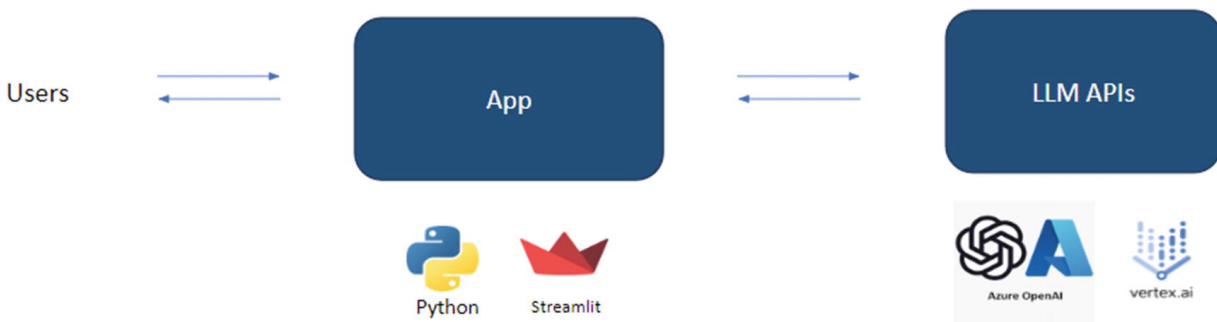 Users
App
LLM APIs
Python
Streamlit
Azure OpenAI
vertex.ai